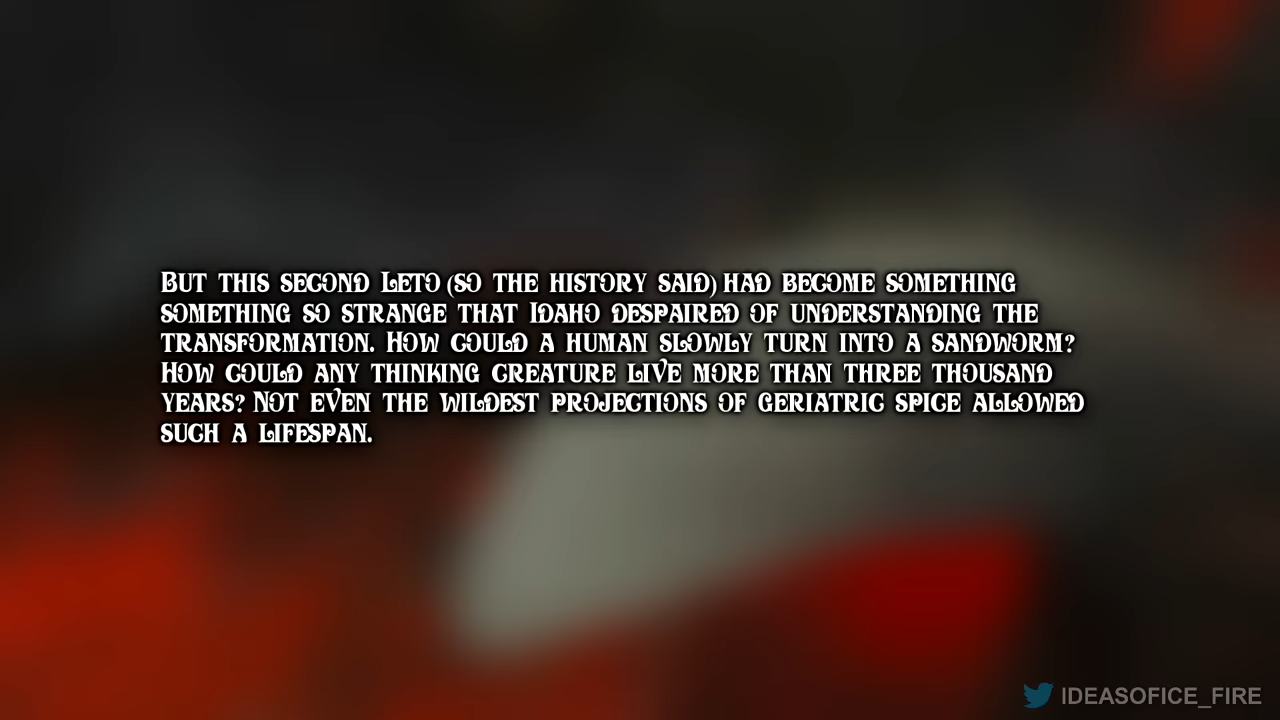 But this second Leto (so the history said) had become something
something so strange that Idaho despaired of understanding the
transformation. How could a human slowly turn into a sandworm?
How could any thinking creature live more than three thousand
years? Not even the wildest projections of geriatric spice allowed
such a lifespan.
IDEASOFICE_FIRE